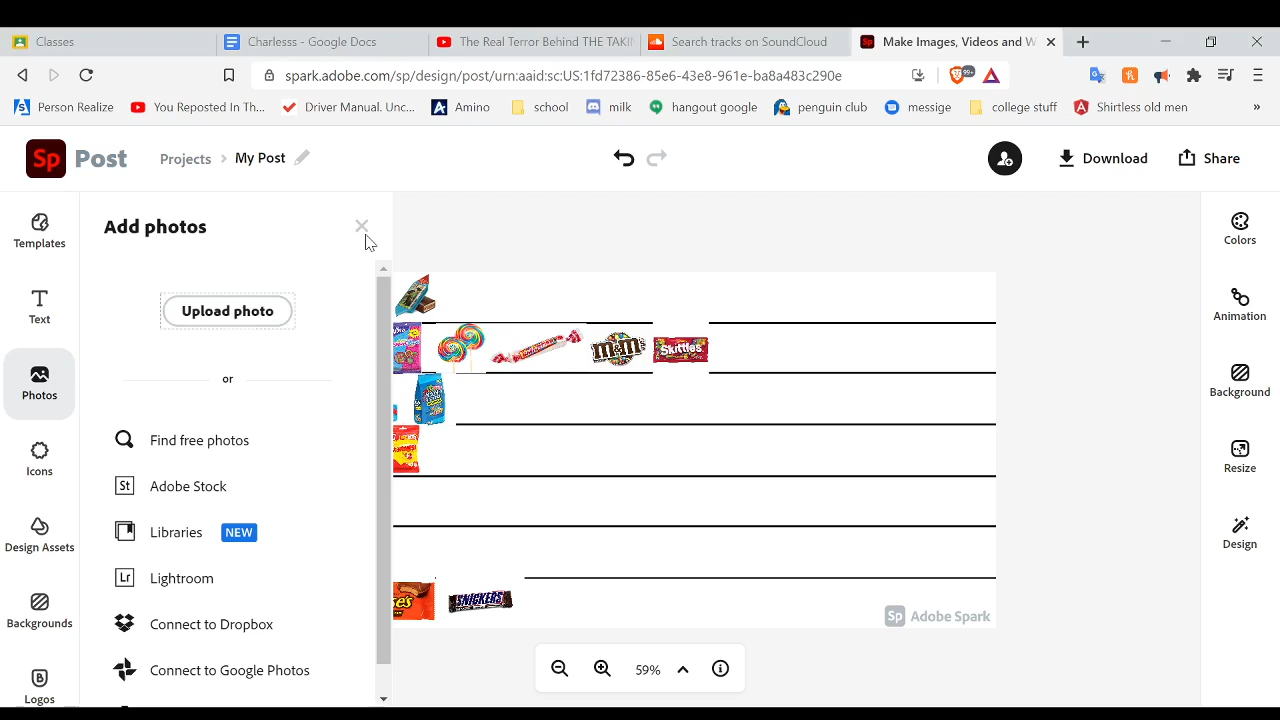 Classes Charlesss - Google Docs The Real Terror Behind THE TAKIN Search tracks on SoundCloud Make Images, Videos and W
spark.adobe.com/sp/design/post/urn:aaid:sc:US:1fd72386-85e6-43e8-961e-ba8a483c290e 99+
Person Realize You Reposted In Th... Driver Manual. Unc... Amino school milk hangout google penguin club messige college stuff Shirtless old men »
Sp Post Projects > My Post Download Share
Templates
Text
Photos
Icons
Design Assets
Backgrounds
Logos
Add photos
Upload photo
or
Find free photos
St Adobe Stock
Libraries NEW
Lr Lightroom
Connect to Dropbox
Connect to Google Photos
m&m's Skittles
SNICKERS
Sp Adobe Spark
59%
Colors
Animation
Background
Resize
Design